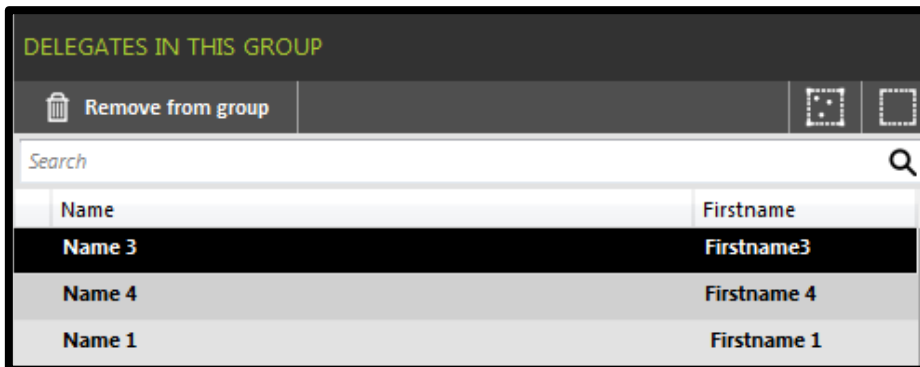 DELEGATES IN THIS GROUP
Remove from group
Search
Name Firstname
Name 3 Firstname3
Name 4 Firstname 4
Name 1 Firstname 1